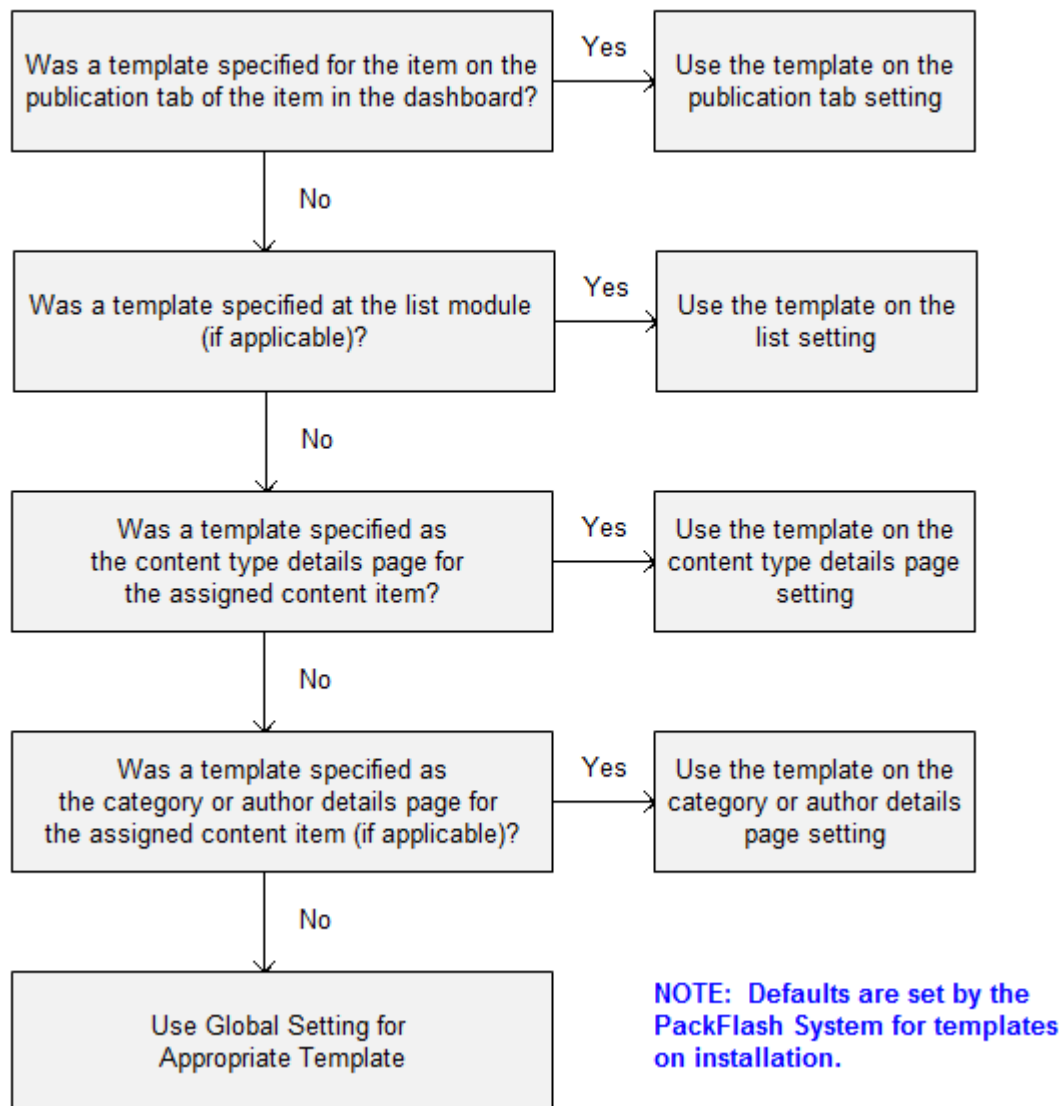 Was a template specified for the item on the
publication tab of the item in the dashboard?
Yes
Use the template on the
publication tab setting
No
Was a template specified at the list module
(if applicable)?
Yes
Use the template on the
list setting
No
Was a template specified as
the content type details page for
the assigned content item?
Yes
Use the template on the
content type details page
setting
No
Was a template specified as
the category or author details page for
the assigned content item (if applicable)?
Yes
Use the template on the
category or author details
page setting
No
Use Global Setting for
Appropriate Template
NOTE:  Defaults are set by the
PackFlash System for templates
on installation.